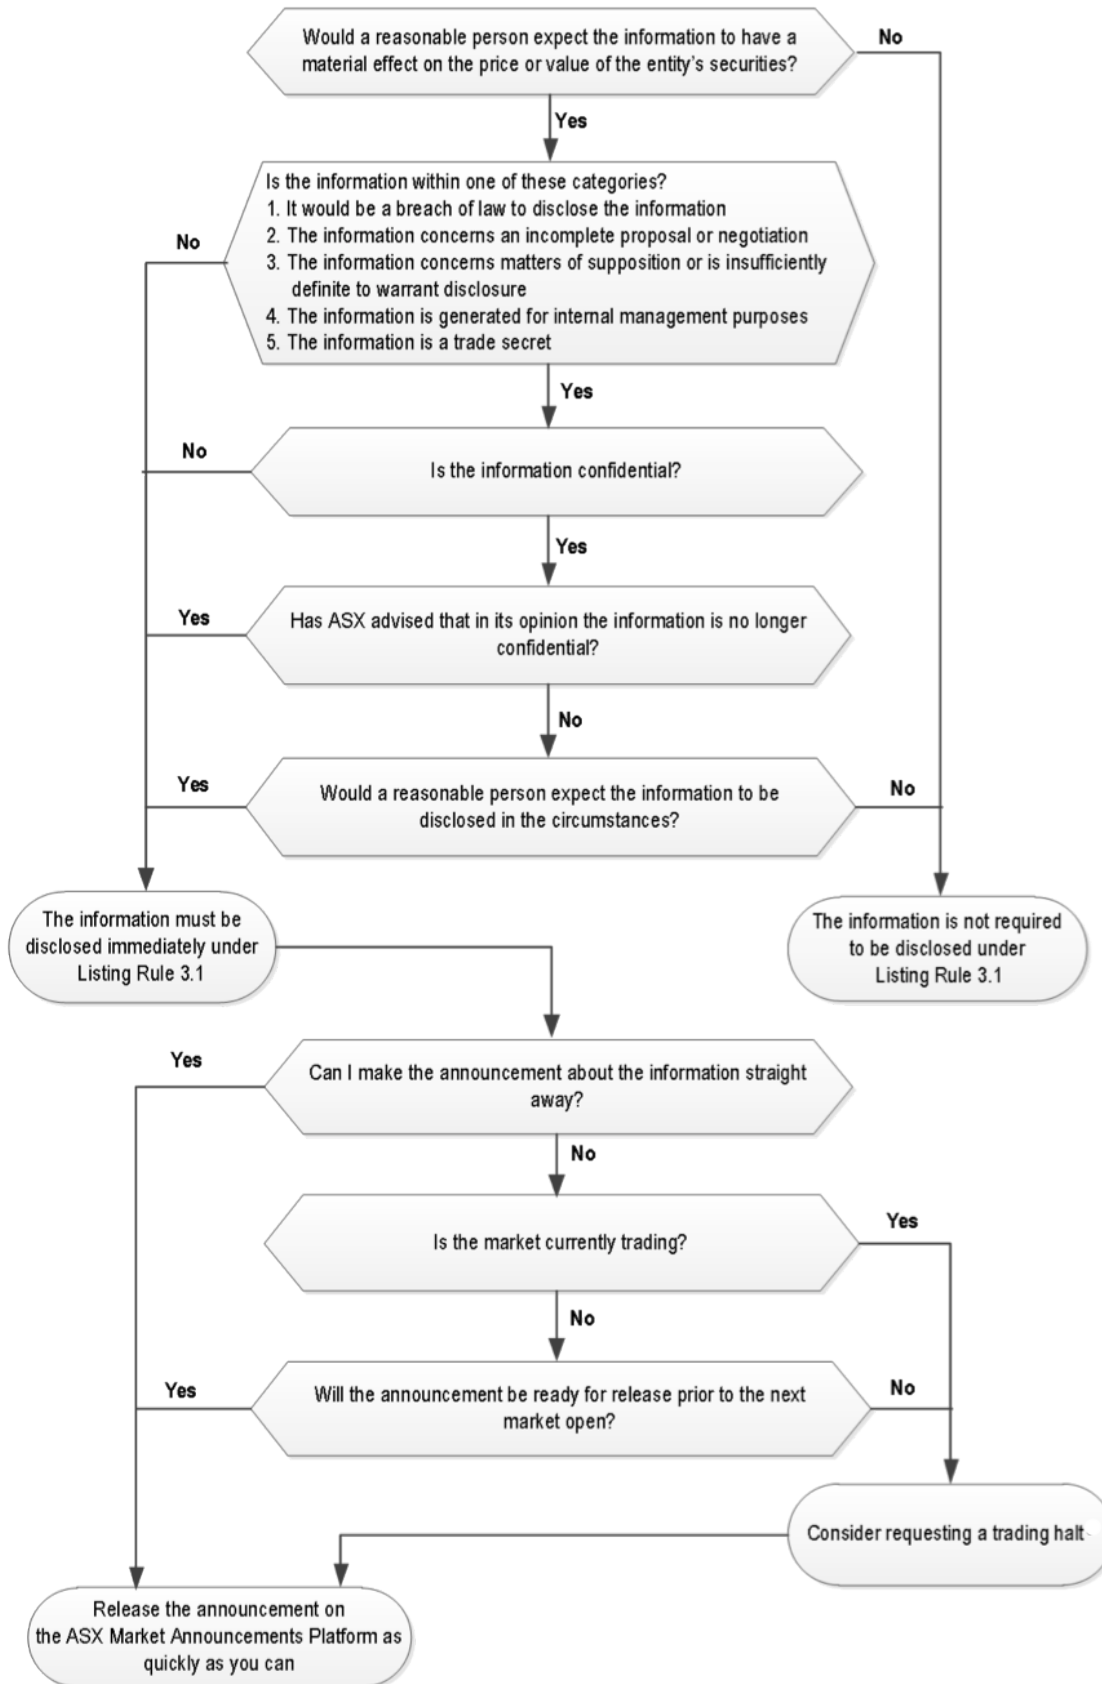 Would a reasonable person expect the information to have a
material effect on the price or value of the entity's securities?
No
Yes
Is the information within one of these categories?
1. It would be a breach of law to disclose the information
2. The information concerns an incomplete proposal or negotiation
3. The information concerns matters of supposition or is insufficiently
definite to warrant disclosure
4. The information is generated for internal management purposes
5. The information is a trade secret
No
Yes
No
Is the information confidential?
Yes
Yes
Has ASX advised that in its opinion the information is no longer
confidential?
No
Yes
Would a reasonable person expect the information to be
disclosed in the circumstances?
No
The information must be
disclosed immediately under
Listing Rule 3.1
The information is not required
to be disclosed under
Listing Rule 3.1
Yes
Can I make the announcement about the information straight
away?
No
Is the market currently trading?
Yes
No
Yes
Will the announcement be ready for release prior to the next
market open?
No
Consider requesting a trading halt
Release the announcement on
the ASX Market Announcements Platform as
quickly as you can